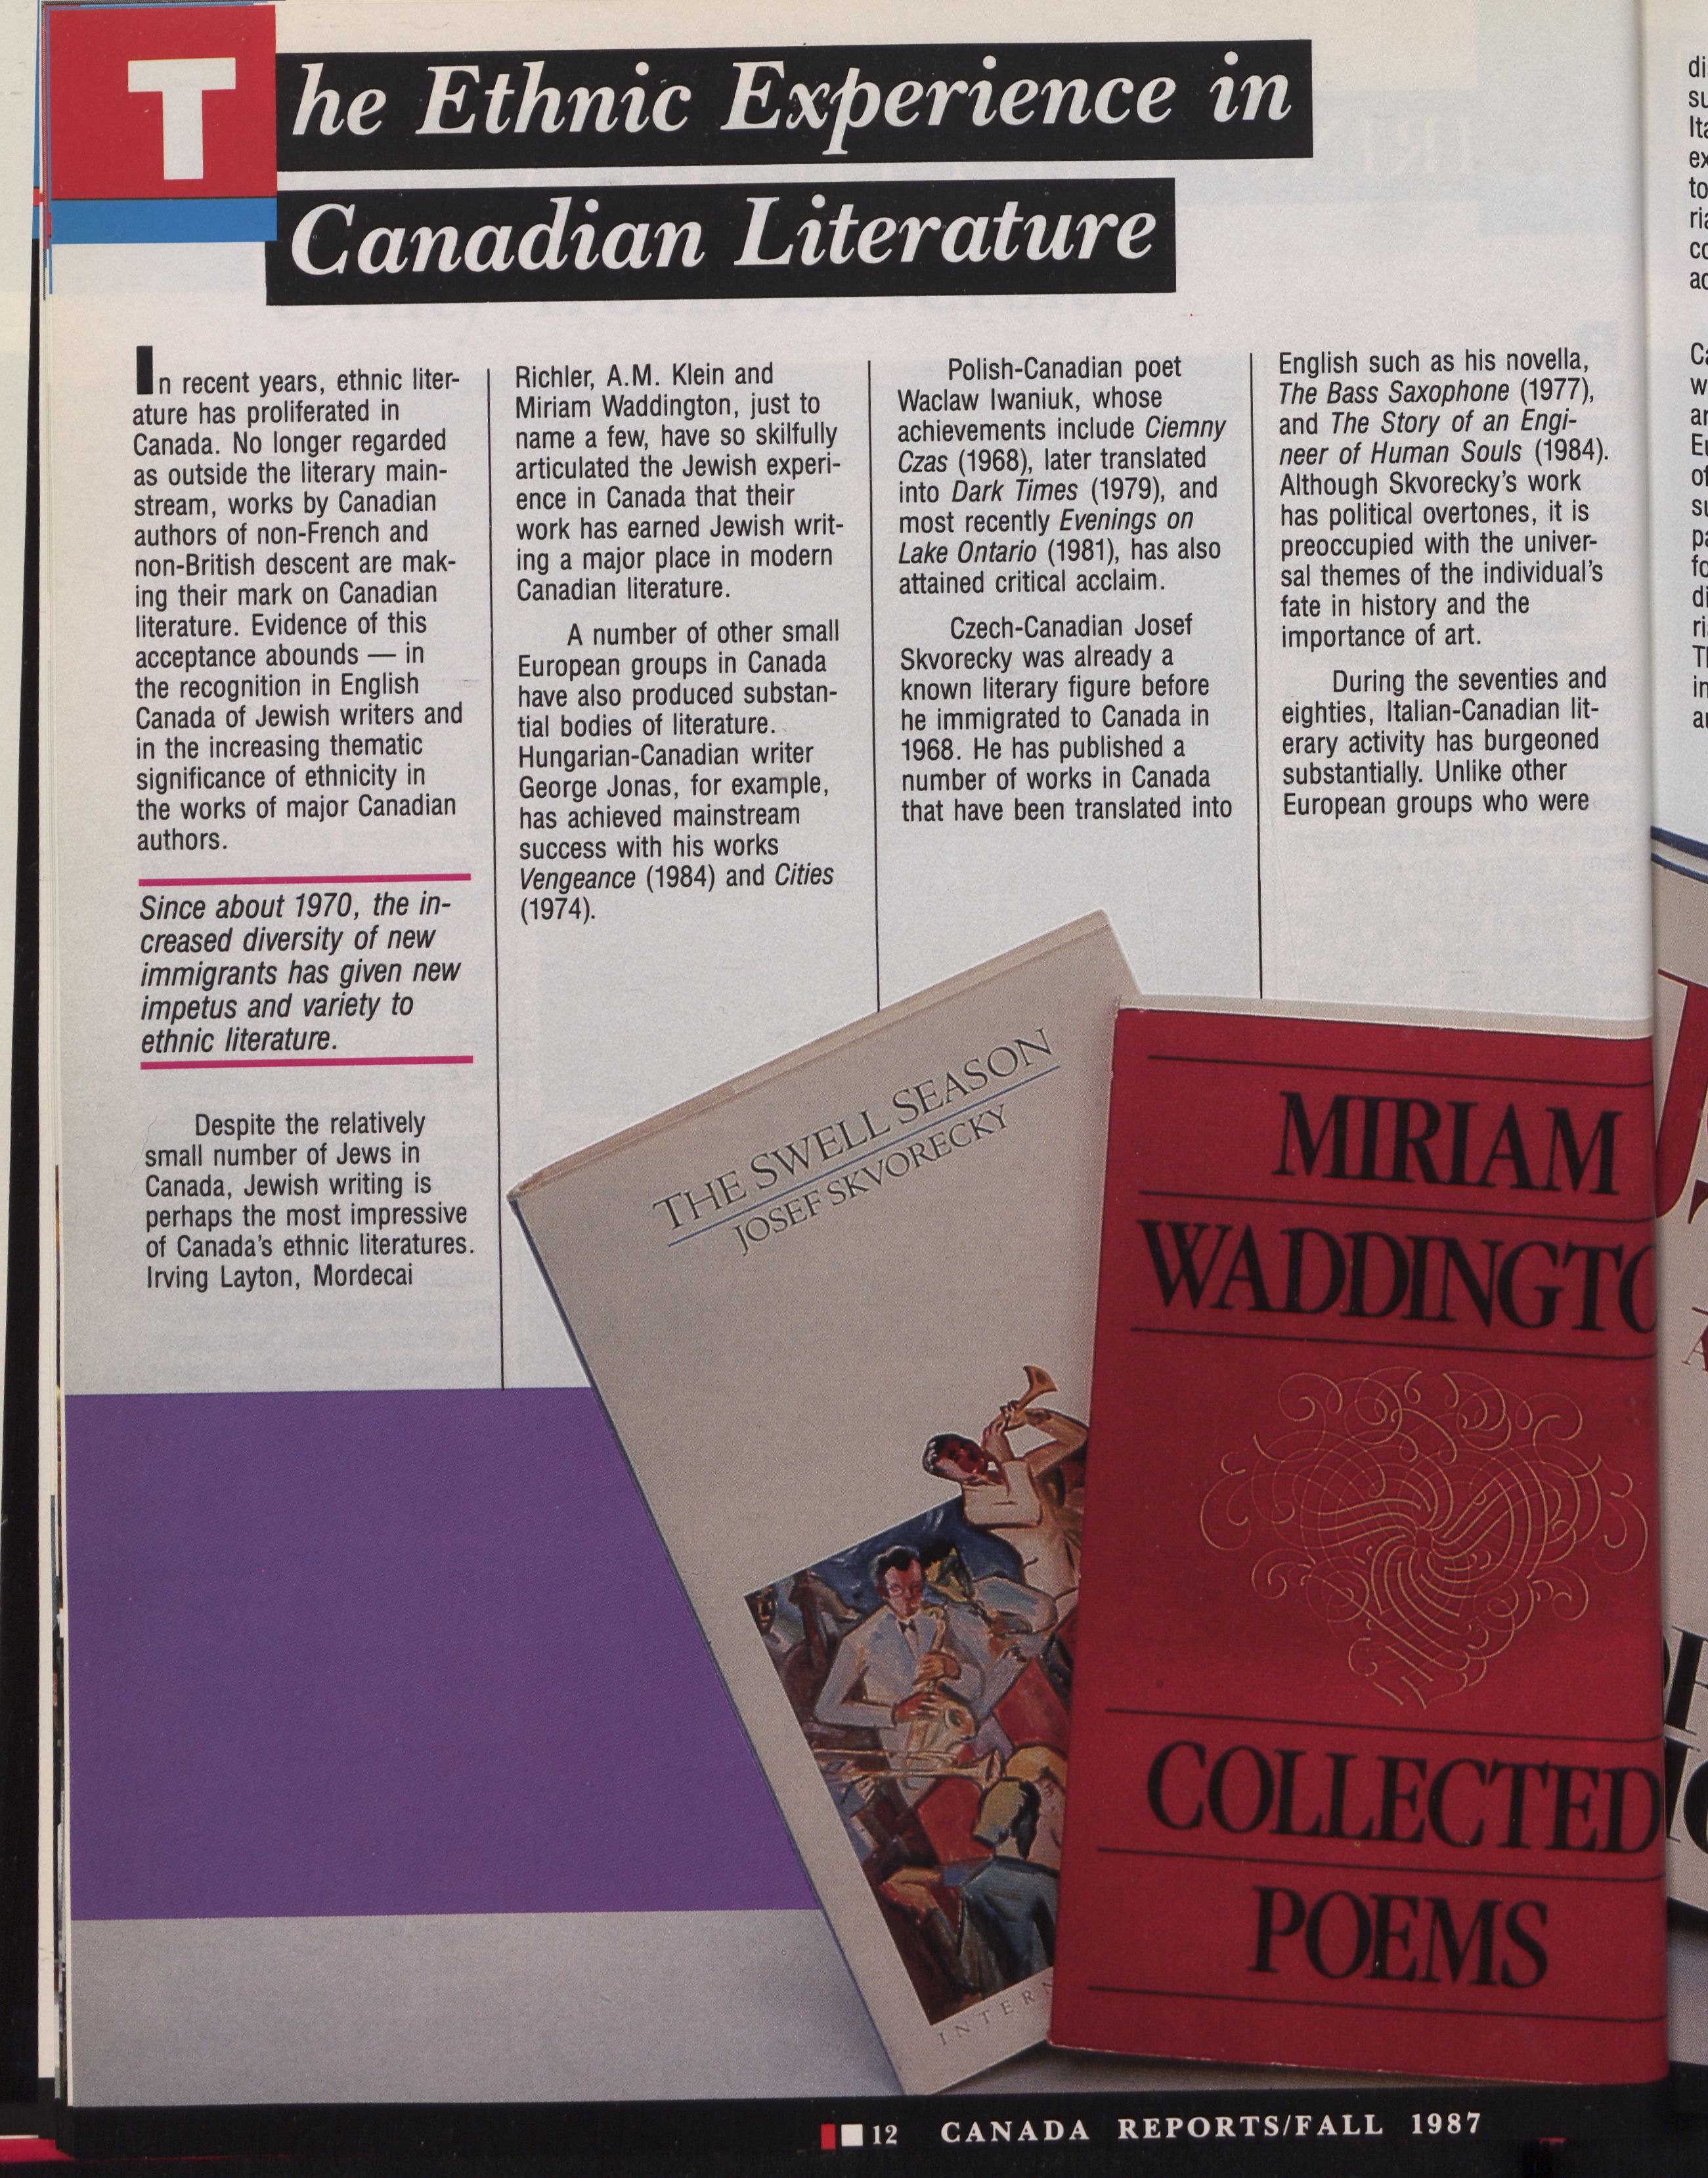 The Ethnic Experience in
Canadian Literature
In recent years, ethnic liter-
ature has proliferated in
Canada. No longer regarded
as outside the literary main-
stream, works by Canadian
authors of non-French and
non-British descent are mak-
ing their mark on Canadian
literature. Evidence of this
acceptance abounds — in
the recognition in English
Canada of Jewish writers and
in the increasing thematic
significance of ethnicity in
the works of major Canadian
authors.
Since about 1970, the in-
creased diversity of new
immigrants has given new
impetus and variety to
ethnic literature.
Despite the relatively
small number of Jews in
Canada, Jewish writing is
perhaps the most impressive
of Canada's ethnic literatures.
Irving Layton, Mordecai
Richler, A.M. Klein and
Miriam Waddington, just to
name a few, have so skilfully
articulated the Jewish experi-
ence in Canada that their
work has earned Jewish writ-
ing a major place in modern
Canadian literature.
A number of other small
European groups in Canada
have also produced substan-
tial bodies of literature.
Hungarian-Canadian writer
George Jonas, for example,
has achieved mainstream
success with his works
Vengeance (1984) and Cities
(1974).
Polish-Canadian poet
Waclaw Iwaniuk, whose
achievements include Ciemny
Czas (1968), later translated
into Dark Times (1979), and
most recently Evenings on
Lake Ontario (1981), has also
attained critical acclaim.
Czech-Canadian Josef
Skvorecky was already a
known literary figure before
he immigrated to Canada in
1968. He has published a
number of works in Canada
that have been translated into
English such as his novella,
The Bass Saxophone (1977),
and The Story of an Engi-
neer of Human Souls (1984).
Although Skvorecky's work
has political overtones, it is
preoccupied with the univer-
sal themes of the individual's
fate in history and the
importance of art.
During the seventies and
eighties, Italian-Canadian lit-
erary activity has burgeoned
substantially. Unlike other
European groups who were
THE SWELL SEASON
JOSEF SKVORECKY
INTERN
MIRIAM
WADDINGTO
COLLECTED
POEMS
12 CANADA REPORTS/FALL 1987